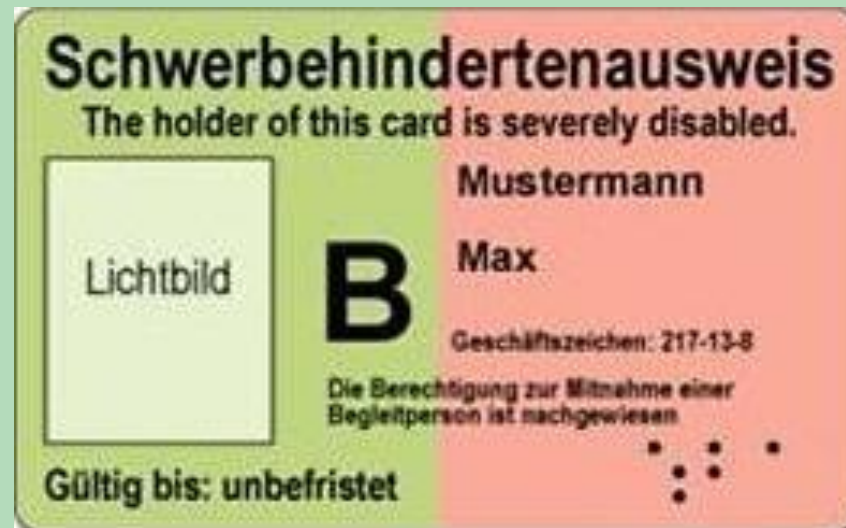 Schwerbehindertenausweis
The holder of this card is severely disabled.
Mustermann
Lichtbild
B
Max
Geschäftszeichen: 217-13-8
Die Berechtigung zur Mitnahme einer
Begleitperson ist nachgewiesen
Gültig bis: unbefristet